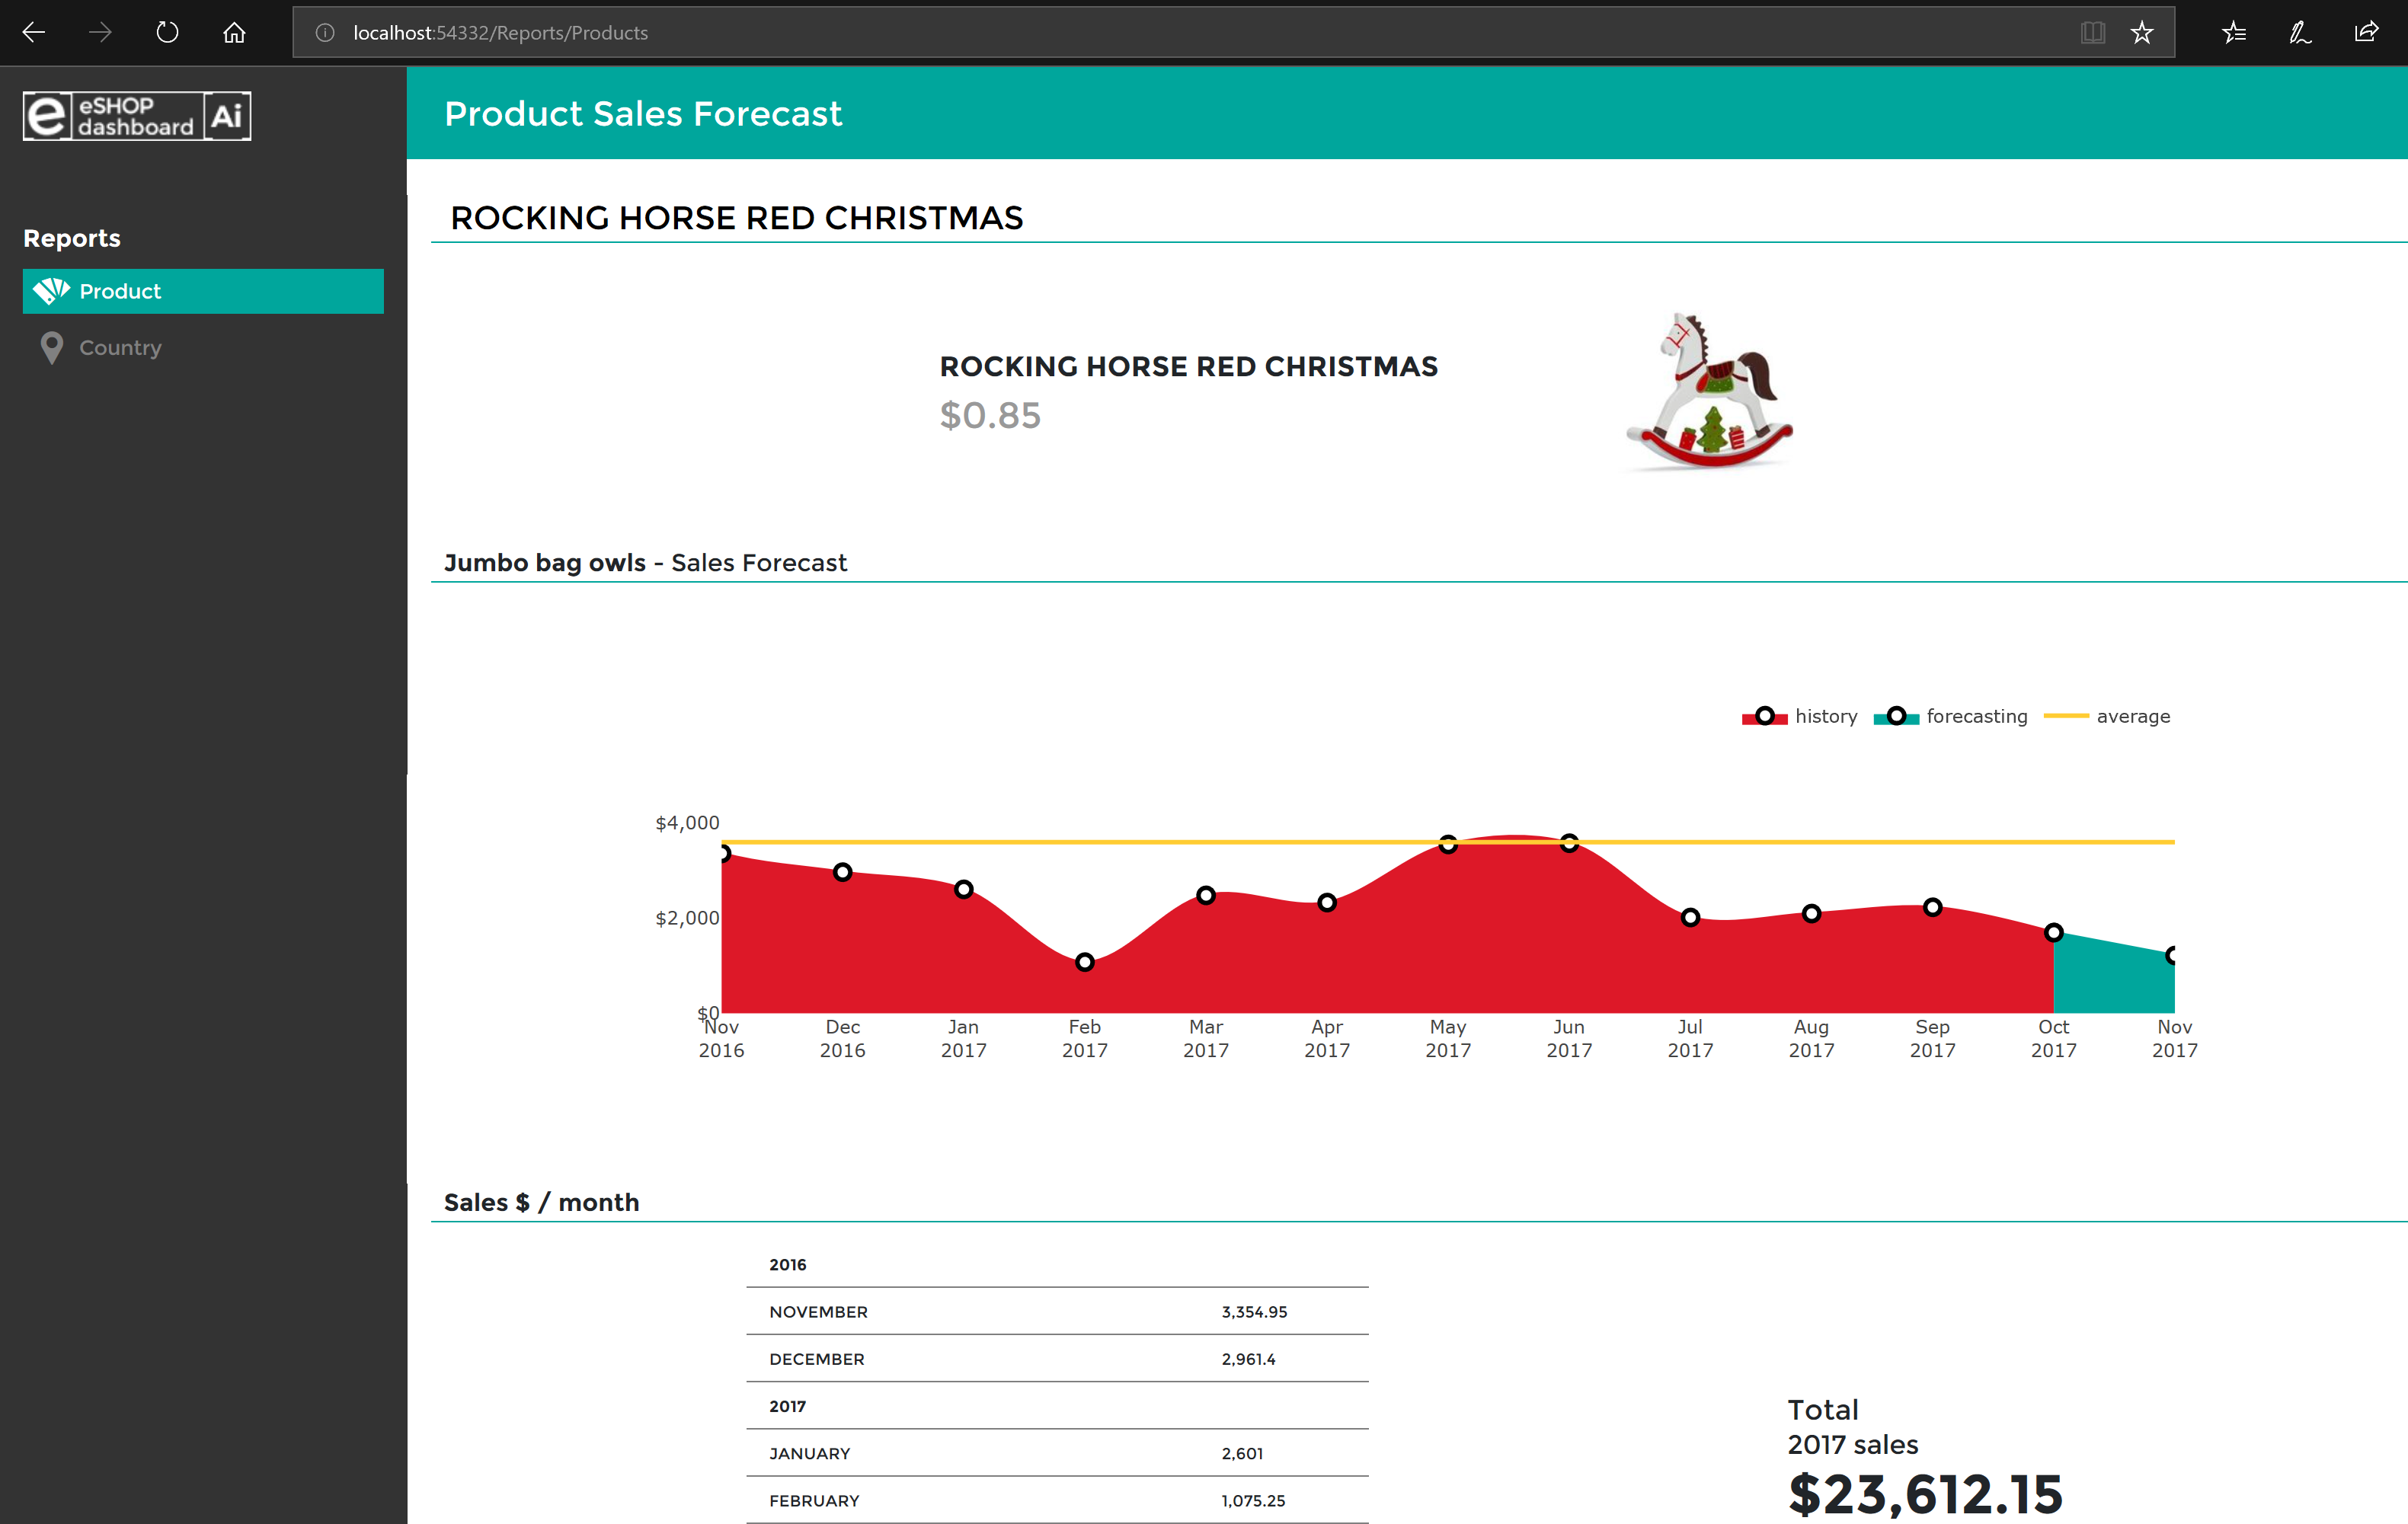 localhost:54332/Reports/Products
e eSHOP dashboard Ai
Product Sales Forecast
Reports
Product
Country
ROCKING HORSE RED CHRISTMAS
ROCKING HORSE RED CHRISTMAS
$0.85
Jumbo bag owls - Sales Forecast
history forecasting average
$4,000
$2,000
$0
Nov Dec Jan Feb Mar Apr May Jun Jul Aug Sep Oct Nov
2016 2016 2017 2017 2017 2017 2017 2017 2017 2017 2017 2017 2017
Sales $ / month
2016
NOVEMBER 3,354.95
DECEMBER 2,961.4
2017
JANUARY 2,601
FEBRUARY 1,075.25
Total
2017 sales
$23,612.15